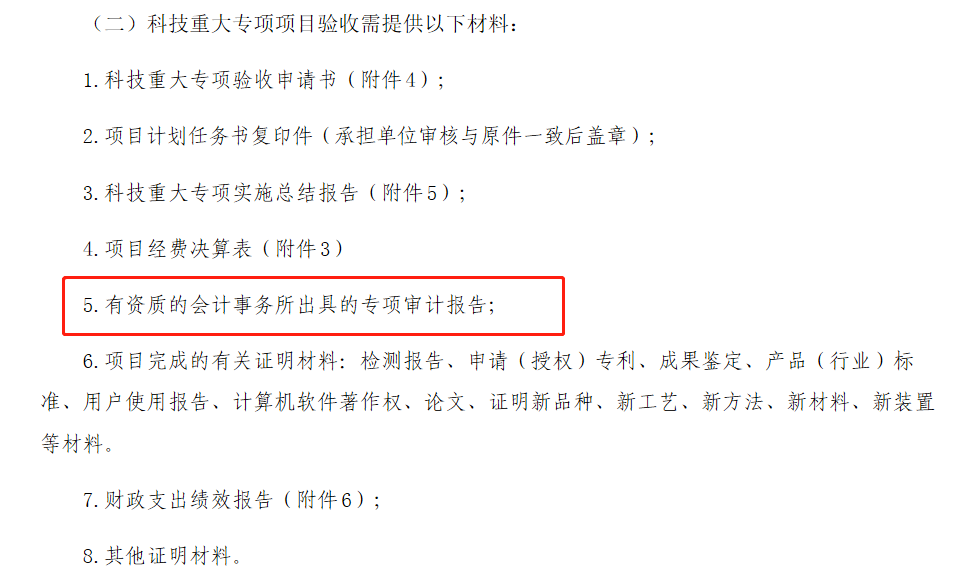 （二）科技重大专项项目验收需提供以下材料：
1.科技重大专项验收申请书（附件4）；
2.项目计划任务书复印件（承担单位审核与原件一致后盖章）；
3.科技重大专项实施总结报告（附件5）；
4.项目经费决算表（附件3）
5.有资质的会计事务所出具的专项审计报告；
6.项目完成的有关证明材料：检测报告、申请（授权）专利、成果鉴定、产品（行业）标
准、用户使用报告、计算机软件著作权、论文、证明新品种、新工艺、新方法、新材料、新装置
等材料。
7.财政支出绩效报告（附件6）；
8.其他证明材料。